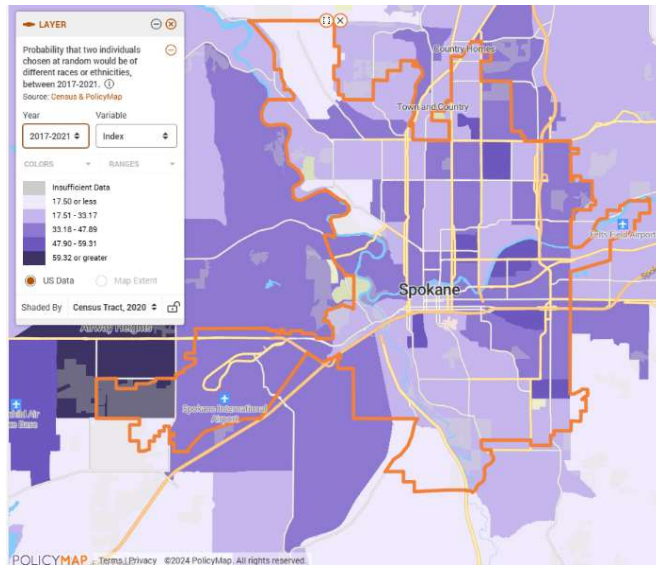 LAYER
Probability that two individuals
chosen at random would be of
different races or ethnicities,
between 2017-2021.
Source: Census & PolicyMap
Year
Variable
2017-2021
Index
COLORS
RANGES
Insufficient Data
17.50 or less
17.51 - 33.17
33.18 - 47.89
47.90 - 59.31
59.32 or greater
US Data
Map Extent
Shaded By
Census Tract, 2020
Country Homes
Town and Country
Felts Field Airport
Spokane
Airway Heights
Spokane International
Airport
POLICYMAP
Terms | Privacy ©2024 PolicyMap. All rights reserved.